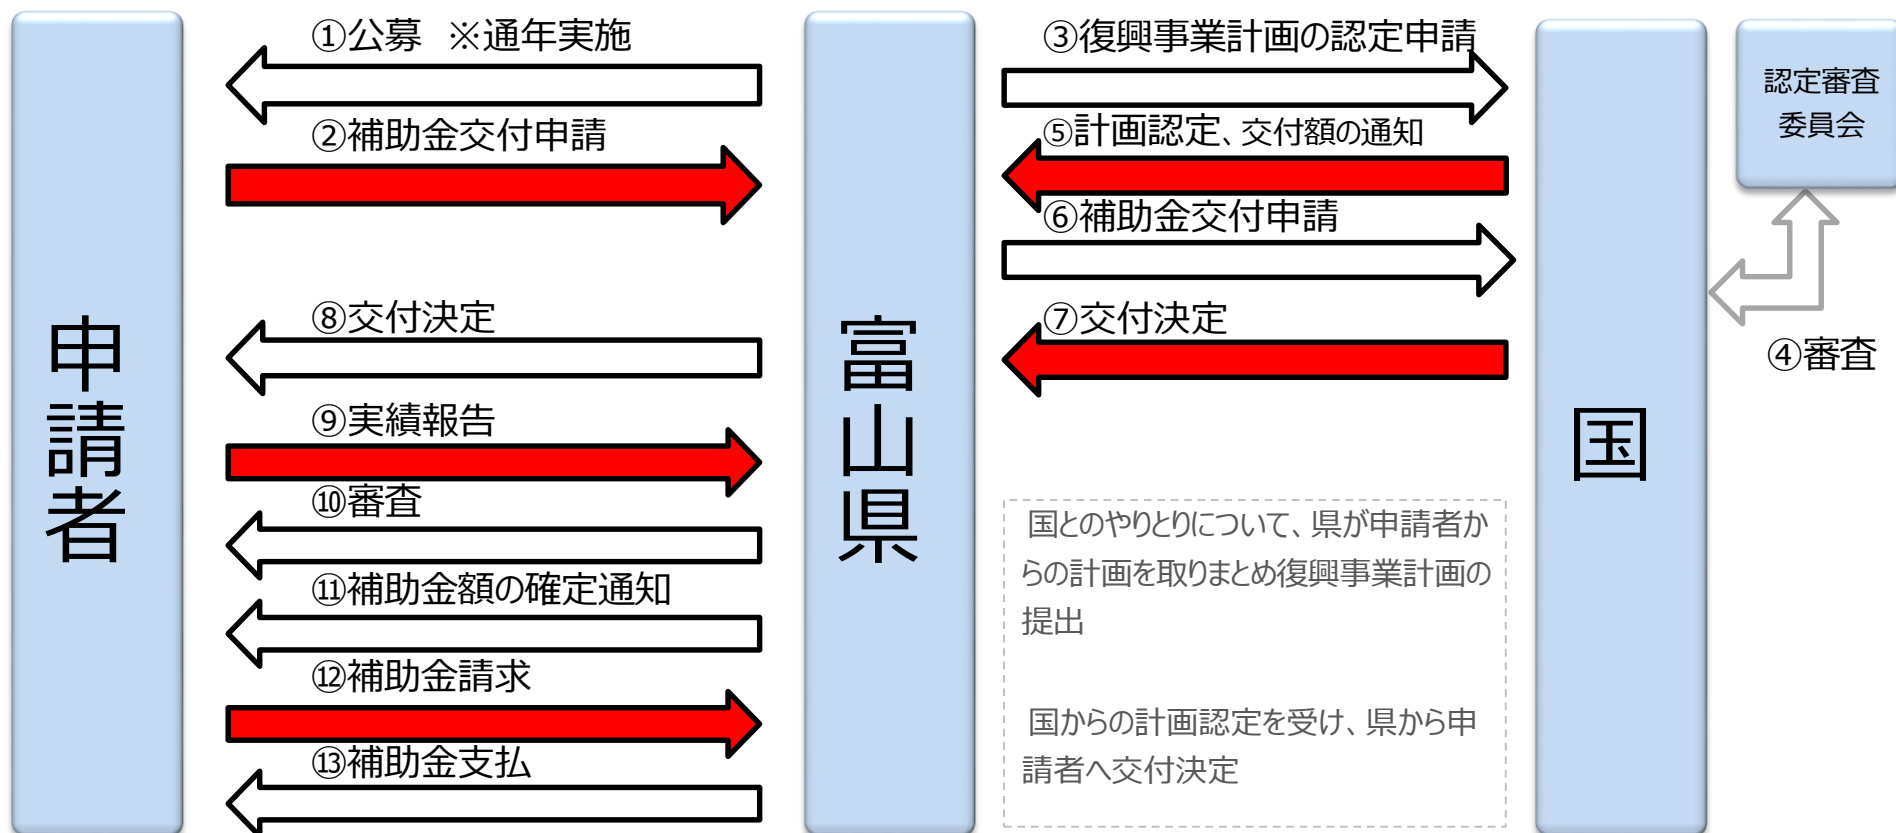 ①公募　※通年実施
②補助金交付申請
③復興事業計画の認定申請
⑤計画認定、交付額の通知
⑥補助金交付申請
⑦交付決定
認定審査
委員会
④審査
⑧交付決定
⑨実績報告
⑩審査
⑪補助金額の確定通知
⑫補助金請求
⑬補助金支払
申請者
富山県
国
国とのやりとりについて、県が申請者か
らの計画を取りまとめ復興事業計画の
提出
国からの計画認定を受け、県から申
請者へ交付決定